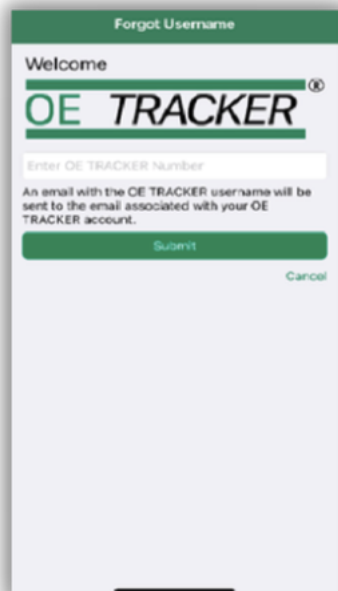 Forgot Username
Welcome
OE TRACKER®
Enter OE TRACKER Number
An email with the OE TRACKER username will be
sent to the email associated with your OE
TRACKER account.
Submit
Cancel